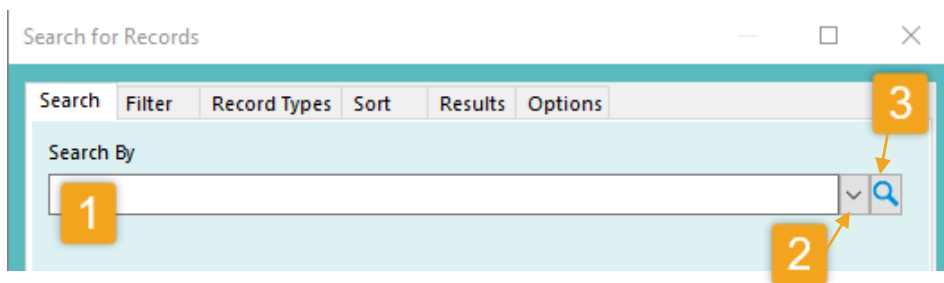 Search for Records
Search Filter Record Types Sort Results Options
3
Search By
1
2